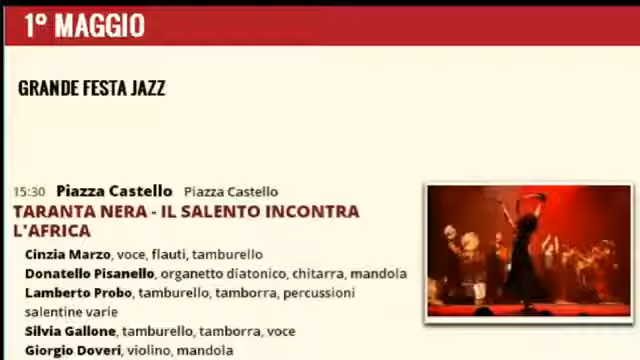 1° MAGGIO
GRANDE FESTA JAZZ
15:30 Piazza Castello Piazza Castello
TARANTA NERA - IL SALENTO INCONTRA
L'AFRICA
Cinzia Marzo, voce, flauti, tamburello
Donatello Pisanello, organetto diatonico, chitarra, mandola
Lamberto Probo, tamburello, tamborra, percussioni
salentine varie
Silvia Gallone, tamburello, tamborra, voce
Giorgio Doveri, violino, mandola